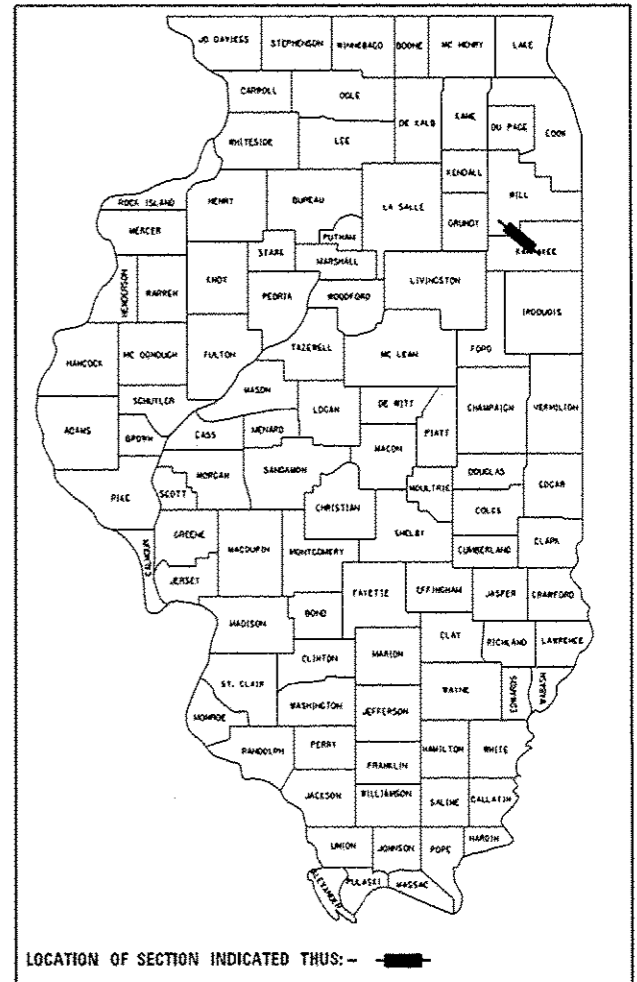 JO DAVIESS STEPHENSON WINNEBAGO BOONE MC HENRY LAKE
CARROLL OGLE
DE KALB KANE DU PAGE COOK
WHITESIDE LEE
KENDALL
ROCK ISLAND HENRY BUREAU LA SALLE WILL
GRUNDY
MERCER PUTNAM
STARK MARSHALL KANKAKEE
HENDERSON WARREN KNOX PEORIA WOODFORD LIVINGSTON
IROQUOIS
HANCOCK MC DONOUGH FULTON TAZEWELL MC LEAN FORD
MASON
SCHUYLER LOGAN DE WITT CHAMPAIGN VERMILION
ADAMS BROWN CASS MENARD MACON PIATT
MORGAN SANGAMON DOUGLAS
PIKE SCOTT CHRISTIAN MOULTRIE EDGAR
COLES
GREENE SHELBY
CALHOUN MACOUPIN MONTGOMERY CUMBERLAND CLARK
JERSEY
FAYETTE EFFINGHAM JASPER CRAWFORD
MADISON BOND
CLAY RICHLAND LAWRENCE
CLINTON MARION
ST. CLAIR WAYNE EDWARDS WABASH
WASHINGTON JEFFERSON
MONROE
RANDOLPH PERRY HAMILTON WHITE
FRANKLIN
JACKSON WILLIAMSON SALINE GALLATIN
UNION JOHNSON POPE HARDIN
ALEXANDER PULASKI MASSAC
LOCATION OF SECTION INDICATED THUS:-